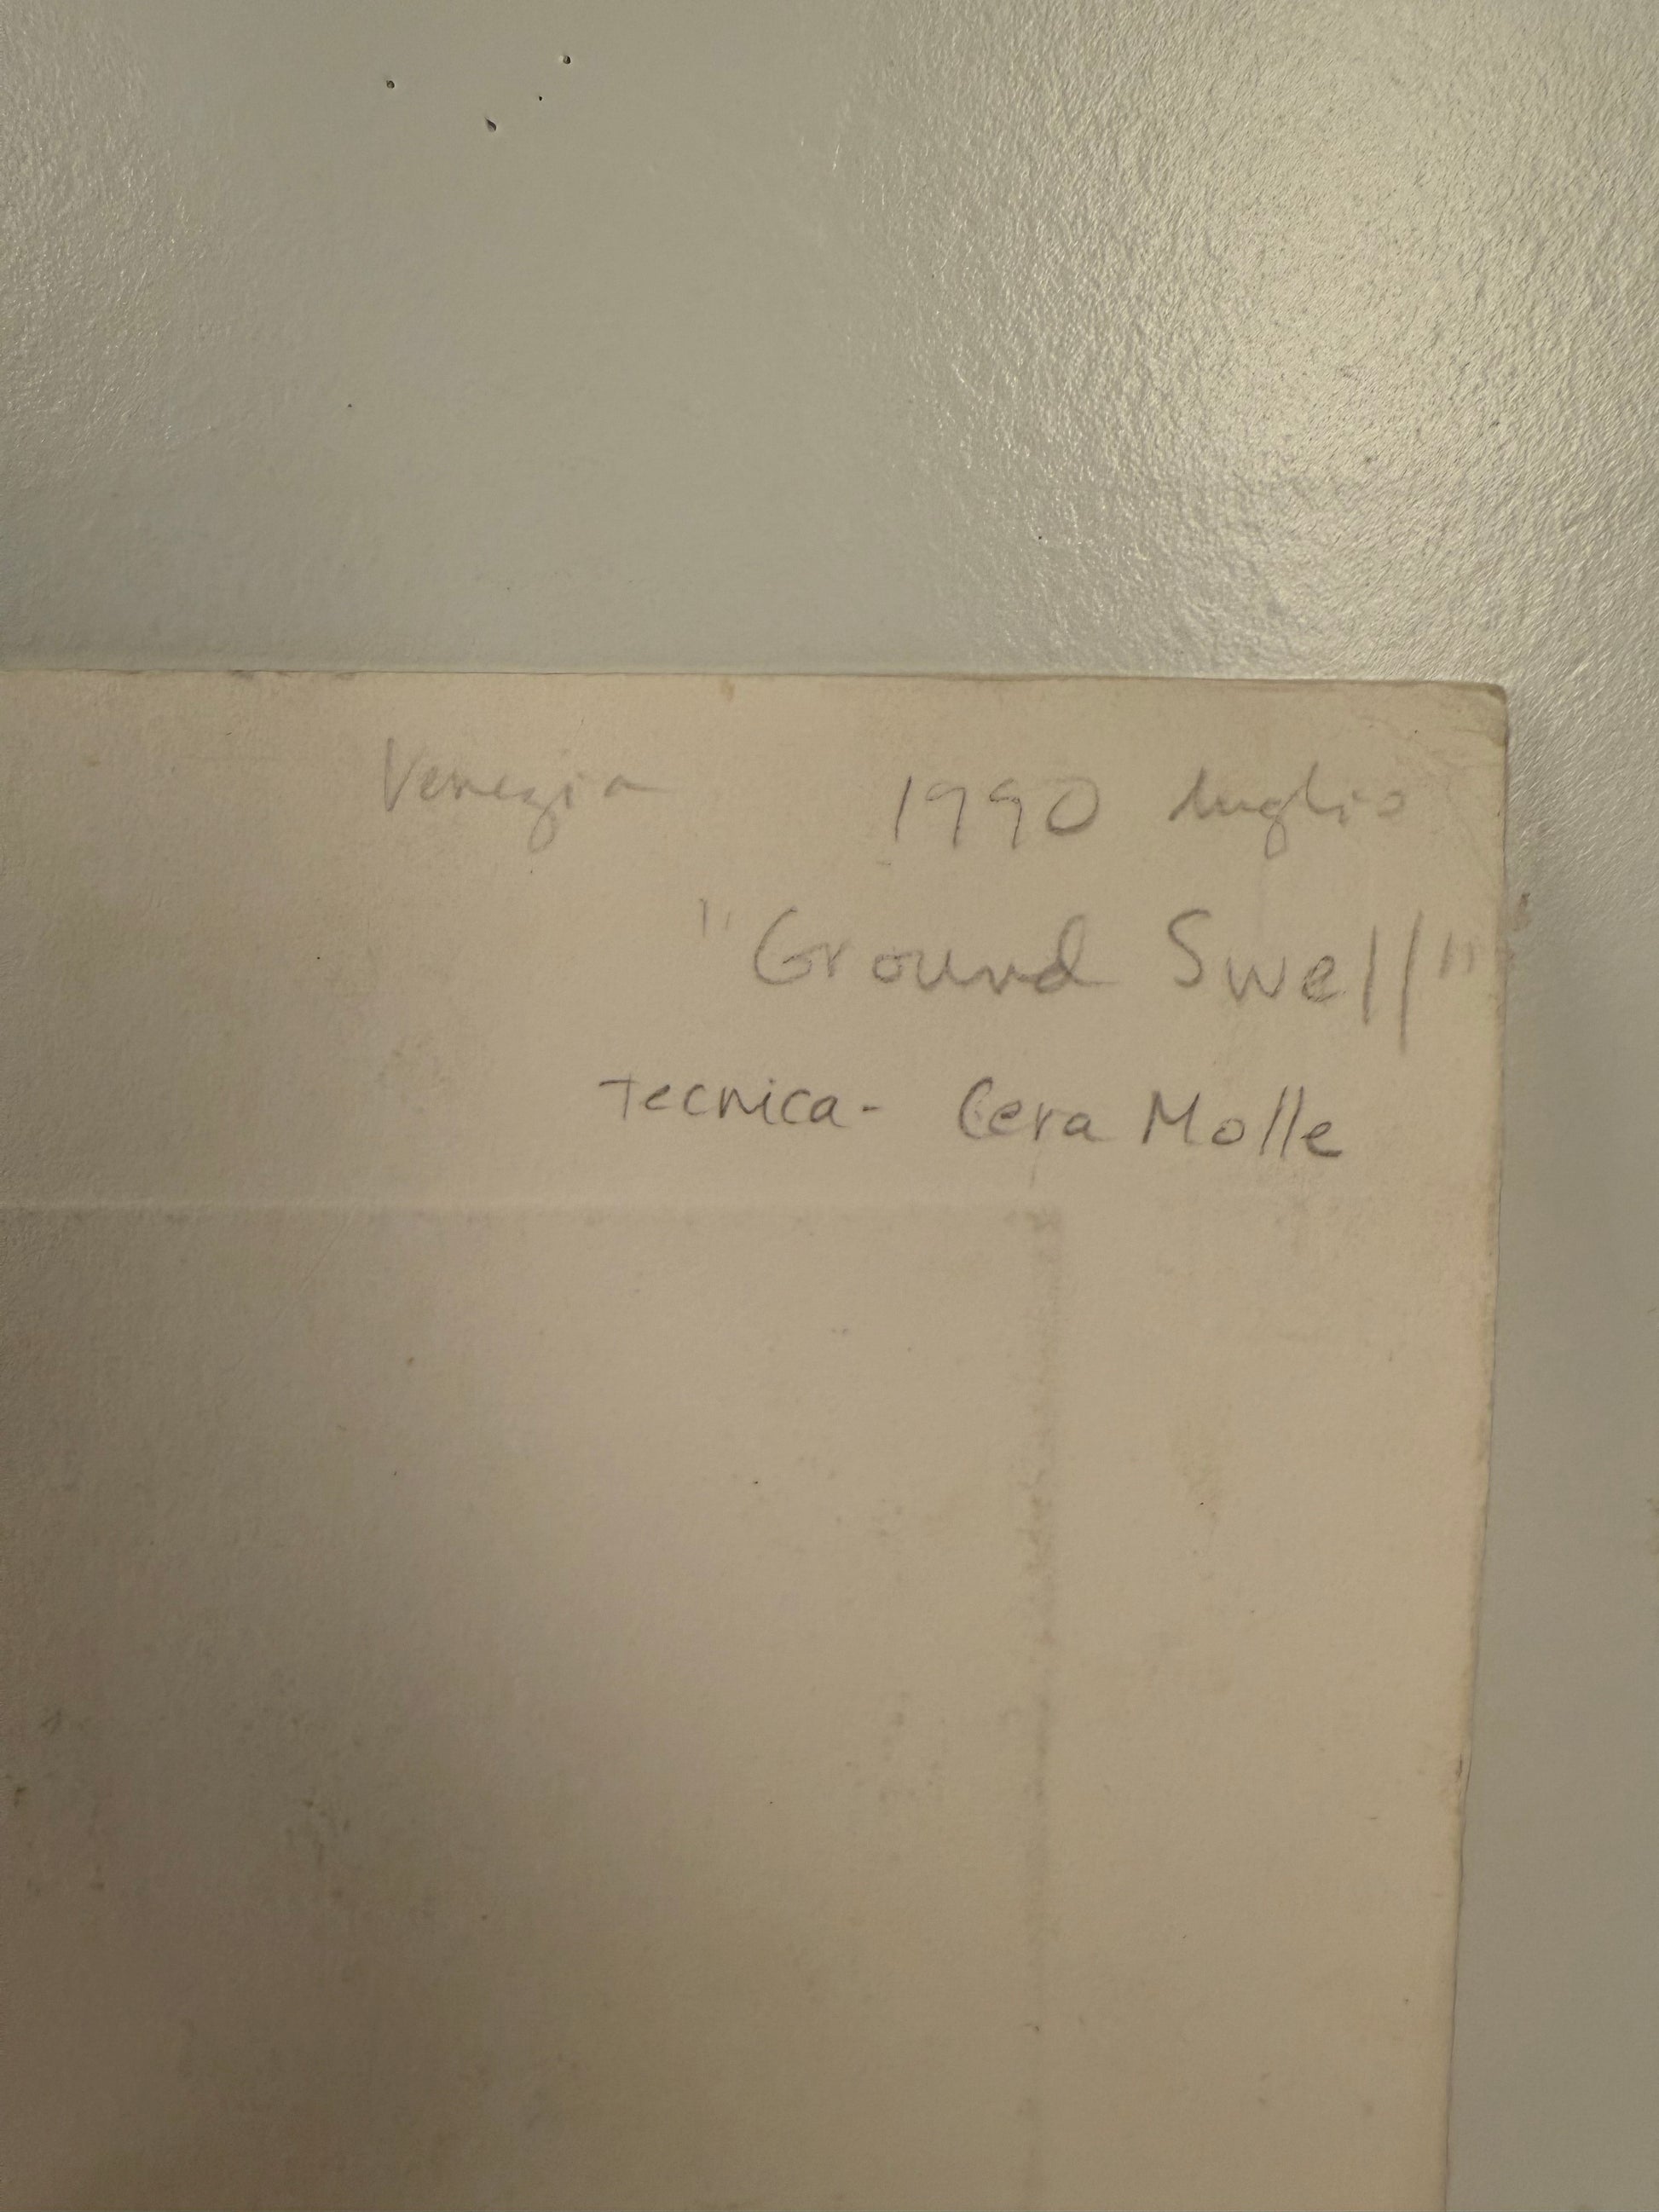 Venezia 1990 luglio
"Ground Swell"
Tecnica - Cera Molle